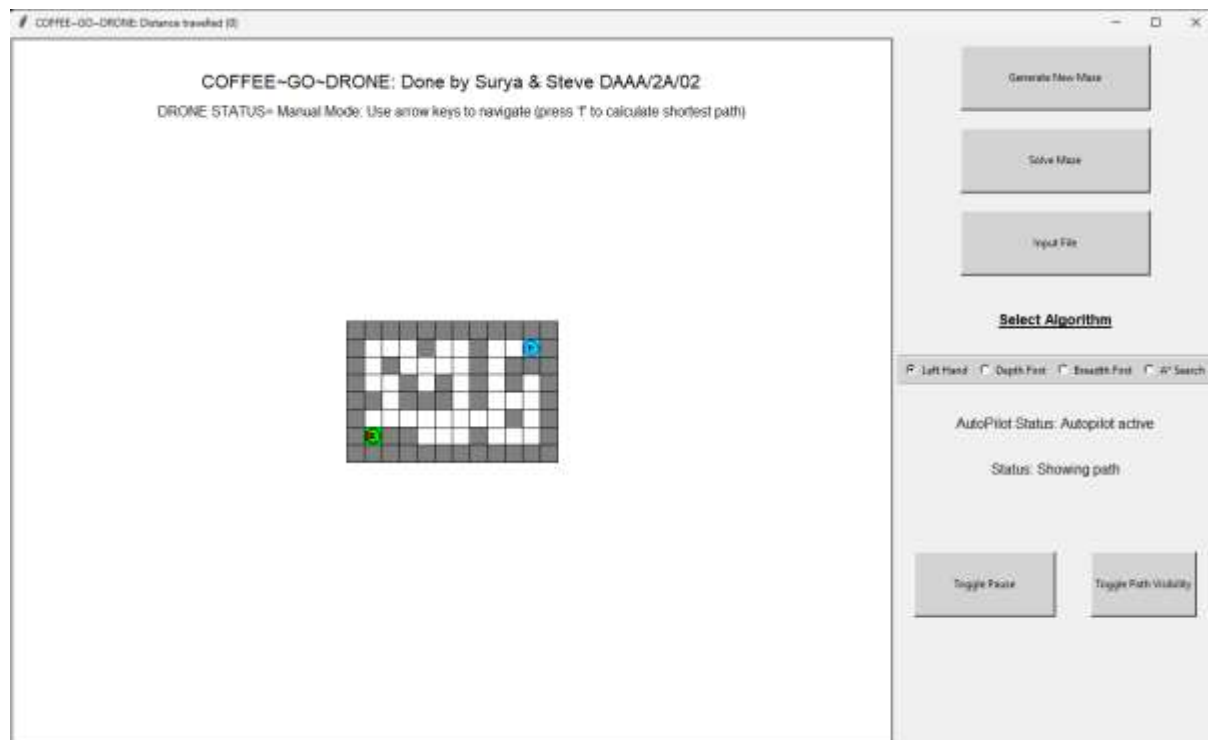 COFFEE~GO~DRONE: Distance travelled (0)
COFFEE~GO~DRONE: Done by Surya & Steve DAAA/2A/02
DRONE STATUS= Manual Mode: Use arrow keys to navigate (press 'f' to calculate shortest path)
Generate New Maze
Solve Maze
Input File
Select Algorithm
Left Hand Depth First Breadth First A* Search
AutoPilot Status: Autopilot active
Status: Showing path
Toggle Pause
Toggle Path Visibility